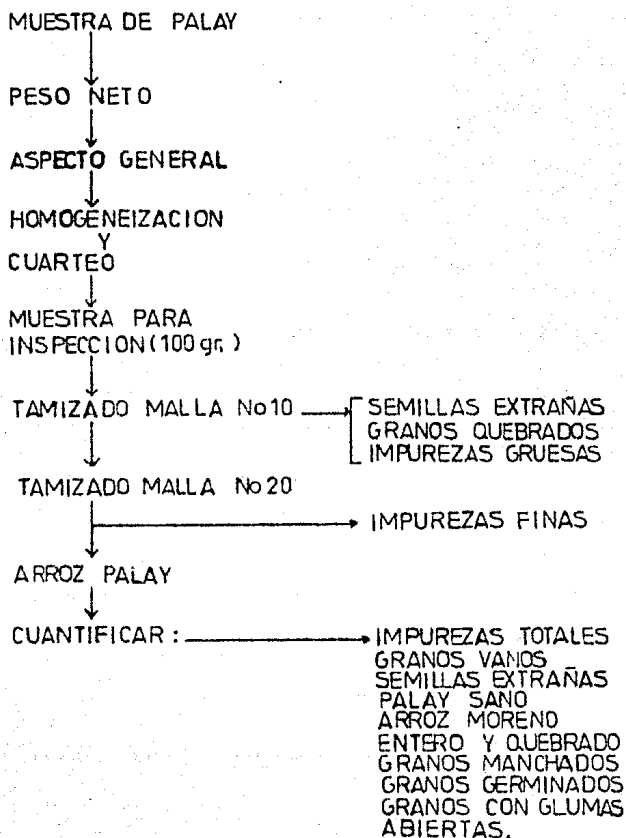 MUESTRA DE PALAY
PESO NETO
ASPECTO GENERAL
HOMOGENEIZACION
Y
CUARTEO
MUESTRA PARA
INSPECCION (100 gr.)
TAMIZADO MALLA No10
SEMILLAS EXTRAÑAS
GRANOS QUEBRADOS
IMPUREZAS GRUESAS
TAMIZADO MALLA No20
IMPUREZAS FINAS
ARROZ PALAY
CUANTIFICAR :
IMPUREZAS TOTALES
GRANOS VANOS
SEMILLAS EXTRAÑAS
PALAY SANO
ARROZ MORENO
ENTERO Y QUEBRADO
GRANOS MANCHADOS
GRANOS GERMINADOS
GRANOS CON GLUMAS
ABIERTAS.